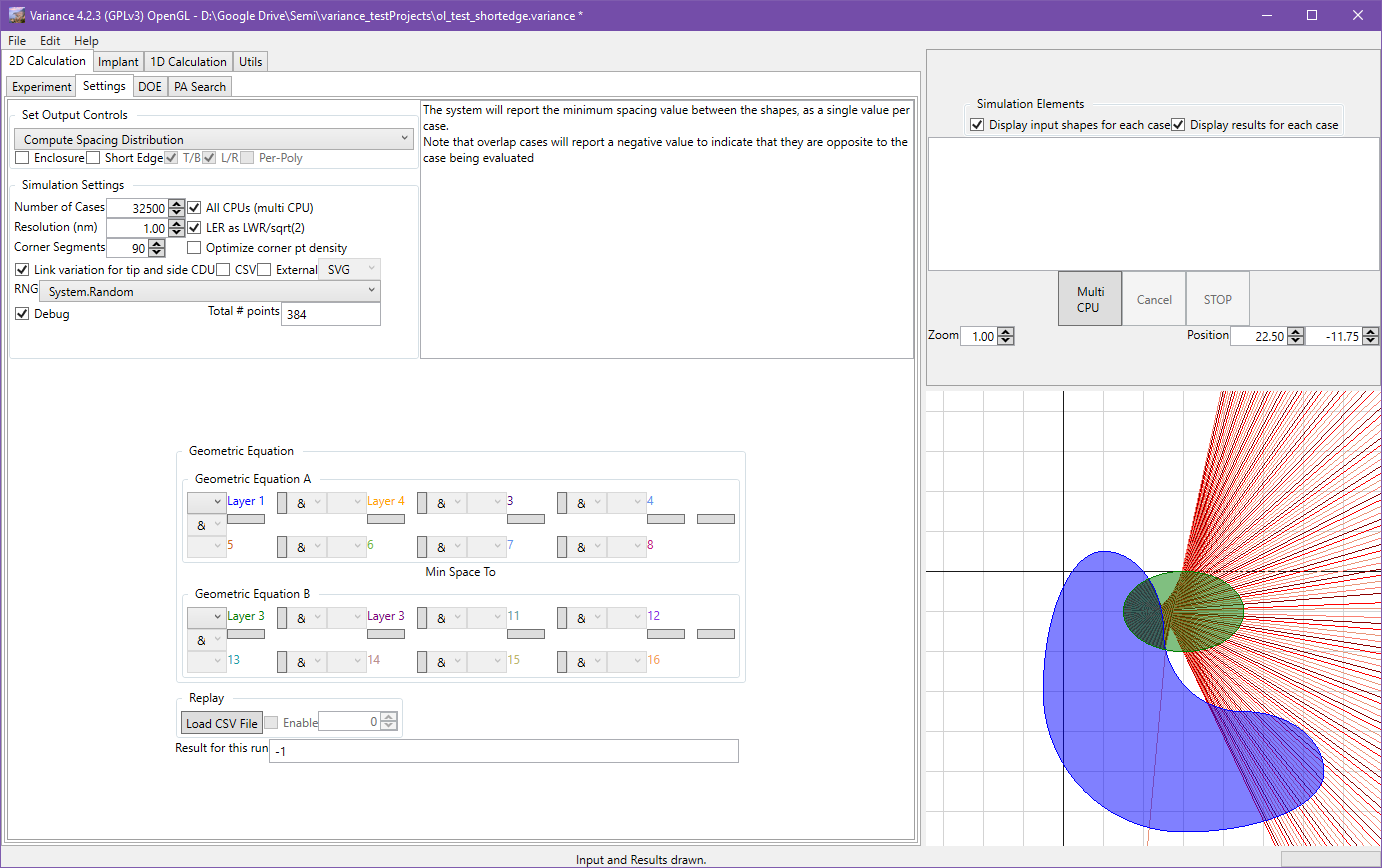 Variance 4.2.3 (GPLv3) OpenGL - D:\Google Drive\Semi\variance_testProjects\ol_test_shortedge.variance *
File Edit Help
2D Calculation Implant 1D Calculation Utils
Experiment Settings DOE PA Search
Set Output Controls
Compute Spacing Distribution
Enclosure Short Edge T/B L/R Per-Poly
The system will report the minimum spacing value between the shapes, as a single value per
case.
Note that overlap cases will report a negative value to indicate that they are opposite to the
case being evaluated
Simulation Settings
Number of Cases 32500 All CPUs (multi CPU)
Resolution (nm) 1.00 LER as LWR/sqrt(2)
Corner Segments 90 Optimize corner pt density
Link variation for tip and side CDU CSV External SVG
RNG System.Random
Debug Total # points 384
Geometric Equation
Geometric Equation A
Layer 1 & Layer 4 & 3 & 4
&
5 & 6 & 7 & 8
Min Space To
Geometric Equation B
Layer 3 & Layer 3 & 11 & 12
&
13 & 14 & 15 & 16
Replay
Load CSV File Enable 0
Result for this run -1
Simulation Elements
Display input shapes for each case Display results for each case
Multi
CPU
Cancel STOP
Zoom 1.00 Position 22.50 -11.75
Input and Results drawn.